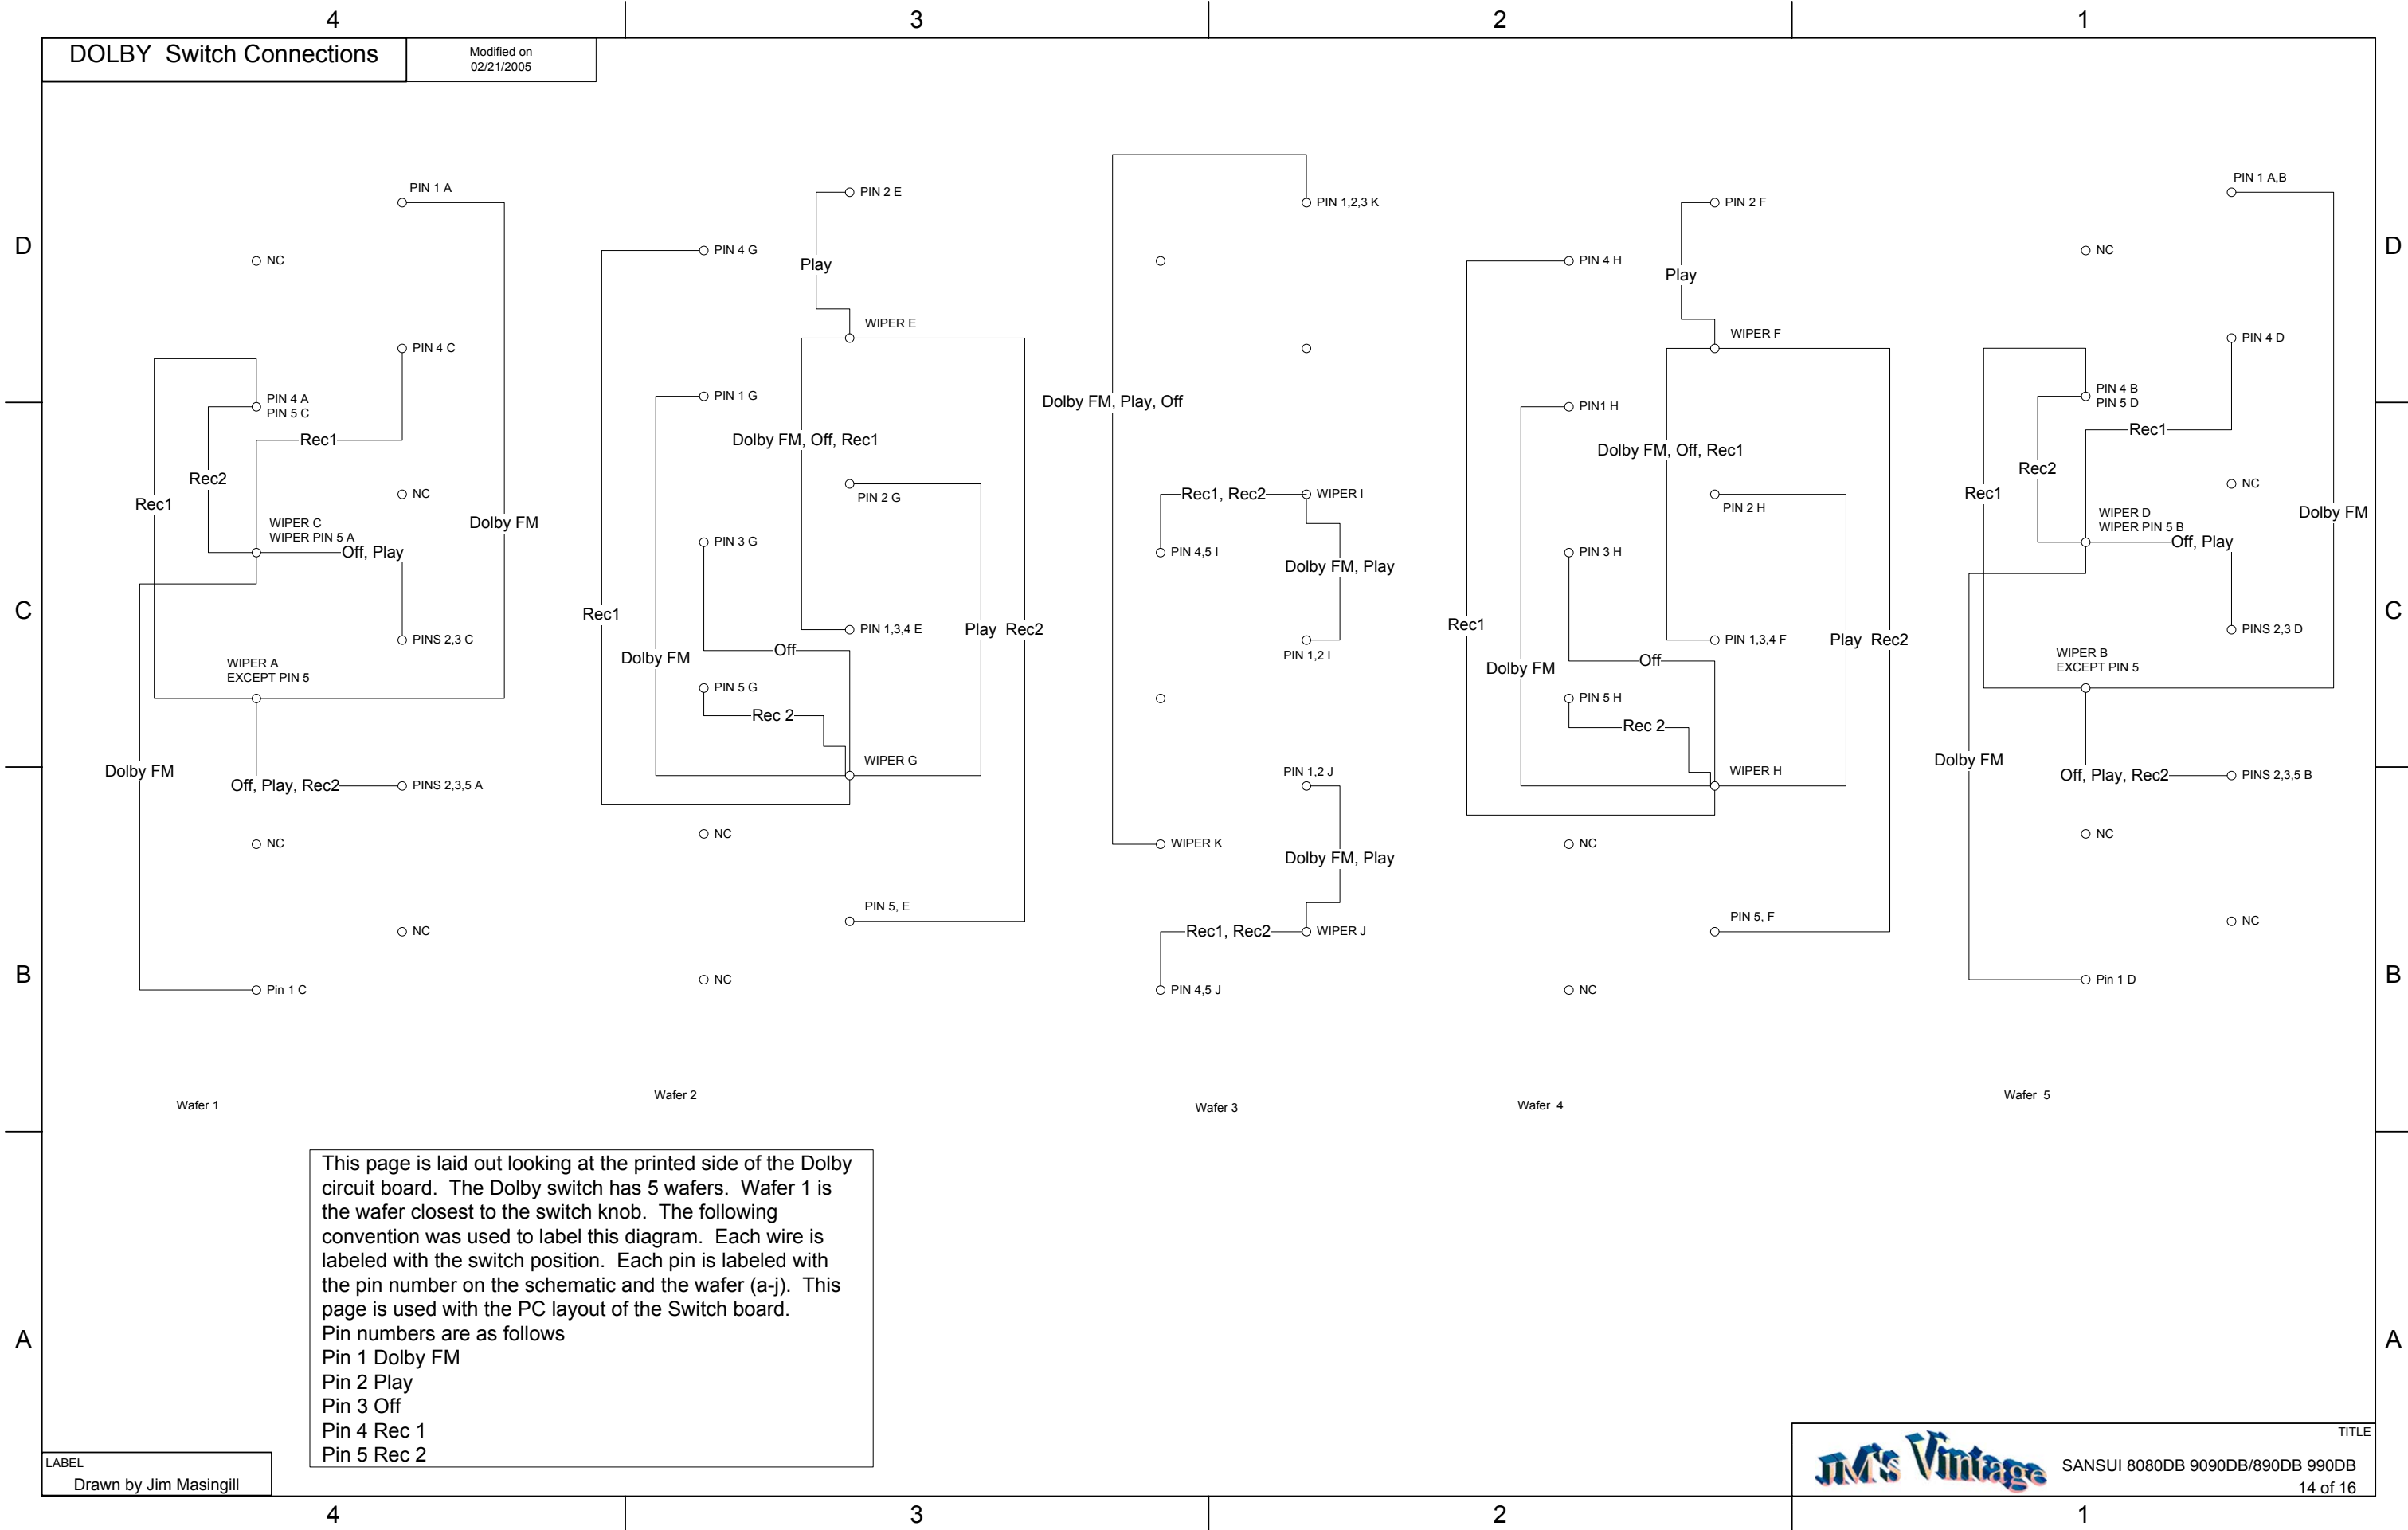 4
3
2
1
DOLBY Switch Connections
Modified on
02/21/2005
D
C
B
A
PIN 1 A
NC
PIN 4 C
PIN 4 A
PIN 5 C
Rec1
Rec2
Rec1
NC
WIPER C
WIPER PIN 5 A
Off, Play
Dolby FM
PINS 2,3 C
WIPER A
EXCEPT PIN 5
Dolby FM
Off, Play, Rec2
PINS 2,3,5 A
NC
NC
Pin 1 C
Wafer 1
PIN 2 E
PIN 4 G
Play
WIPER E
PIN 1 G
Dolby FM, Off, Rec1
PIN 2 G
PIN 3 G
Rec1
PIN 1,3,4 E
Play
Rec2
Off
Dolby FM
PIN 5 G
Rec 2
WIPER G
NC
PIN 5, E
NC
Wafer 2
PIN 1,2,3 K
Dolby FM, Play, Off
Rec1, Rec2
WIPER I
PIN 4,5 I
Dolby FM, Play
PIN 1,2 I
PIN 1,2 J
WIPER K
Dolby FM, Play
Rec1, Rec2
WIPER J
PIN 4,5 J
Wafer 3
PIN 2 F
PIN 4 H
Play
WIPER F
PIN1 H
Dolby FM, Off, Rec1
PIN 2 H
PIN 3 H
Rec1
PIN 1,3,4 F
Play
Rec2
Off
Dolby FM
PIN 5 H
Rec 2
WIPER H
NC
PIN 5, F
NC
Wafer 4
PIN 1 A,B
NC
PIN 4 D
PIN 4 B
PIN 5 D
Rec1
Rec2
Rec1
NC
WIPER D
WIPER PIN 5 B
Off, Play
Dolby FM
PINS 2,3 D
WIPER B
EXCEPT PIN 5
Dolby FM
Off, Play, Rec2
PINS 2,3,5 B
NC
NC
Pin 1 D
Wafer 5
D
C
B
A
This page is laid out looking at the printed side of the Dolby
circuit board. The Dolby switch has 5 wafers. Wafer 1 is
the wafer closest to the switch knob. The following
convention was used to label this diagram. Each wire is
labeled with the switch position. Each pin is labeled with
the pin number on the schematic and the wafer (a-j). This
page is used with the PC layout of the Switch board.
Pin numbers are as follows
Pin 1 Dolby FM
Pin 2 Play
Pin 3 Off
Pin 4 Rec 1
Pin 5 Rec 2
LABEL
Drawn by Jim Masingill
TITLE
JM's Vintage
SANSUI 8080DB 9090DB/890DB 990DB
14 of 16
4
3
2
1